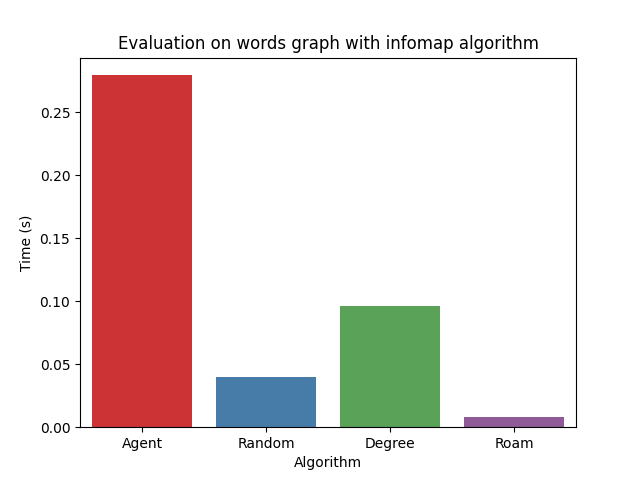 Evaluation on words graph with infomap algorithm
0.25
0.20
0.15
0.10
0.05
0.00
Time (s)
Agent
Random
Degree
Roam
Algorithm